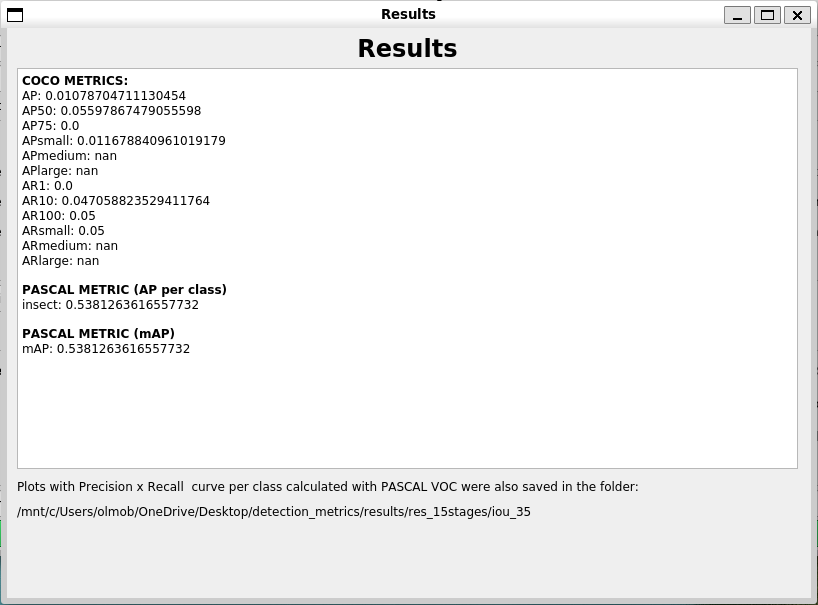 Results
Results
COCO METRICS:
AP: 0.01078704711130454
AP50: 0.05597867479055598
AP75: 0.0
APsmall: 0.011678840961019179
APmedium: nan
APlarge: nan
AR1: 0.0
AR10: 0.047058823529411764
AR100: 0.05
ARsmall: 0.05
ARmedium: nan
ARlarge: nan
PASCAL METRIC (AP per class)
insect: 0.5381263616557732
PASCAL METRIC (mAP)
mAP: 0.5381263616557732
Plots with Precision x Recall  curve per class calculated with PASCAL VOC were also saved in the folder:
/mnt/c/Users/olmob/OneDrive/Desktop/detection_metrics/results/res_15stages/iou_35